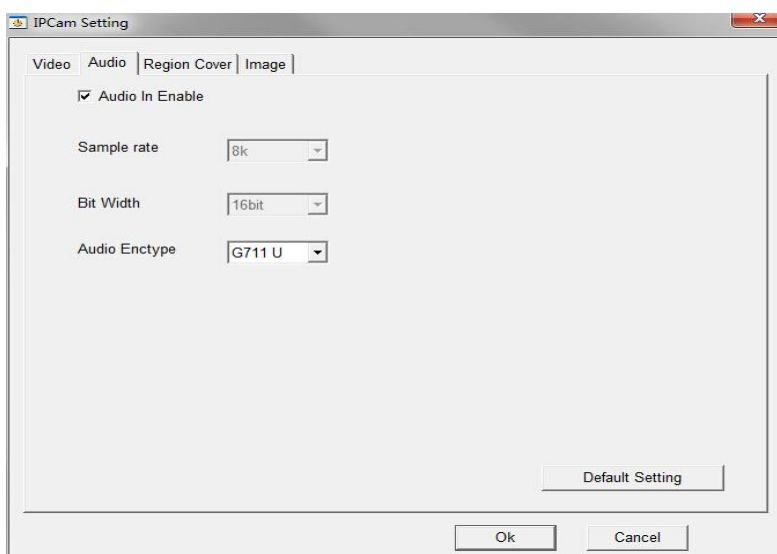 IPCam Setting
Video Audio Region Cover Image
Audio In Enable
Sample rate 8k
Bit Width 16bit
Audio Enctype G711 U
Default Setting
Ok Cancel